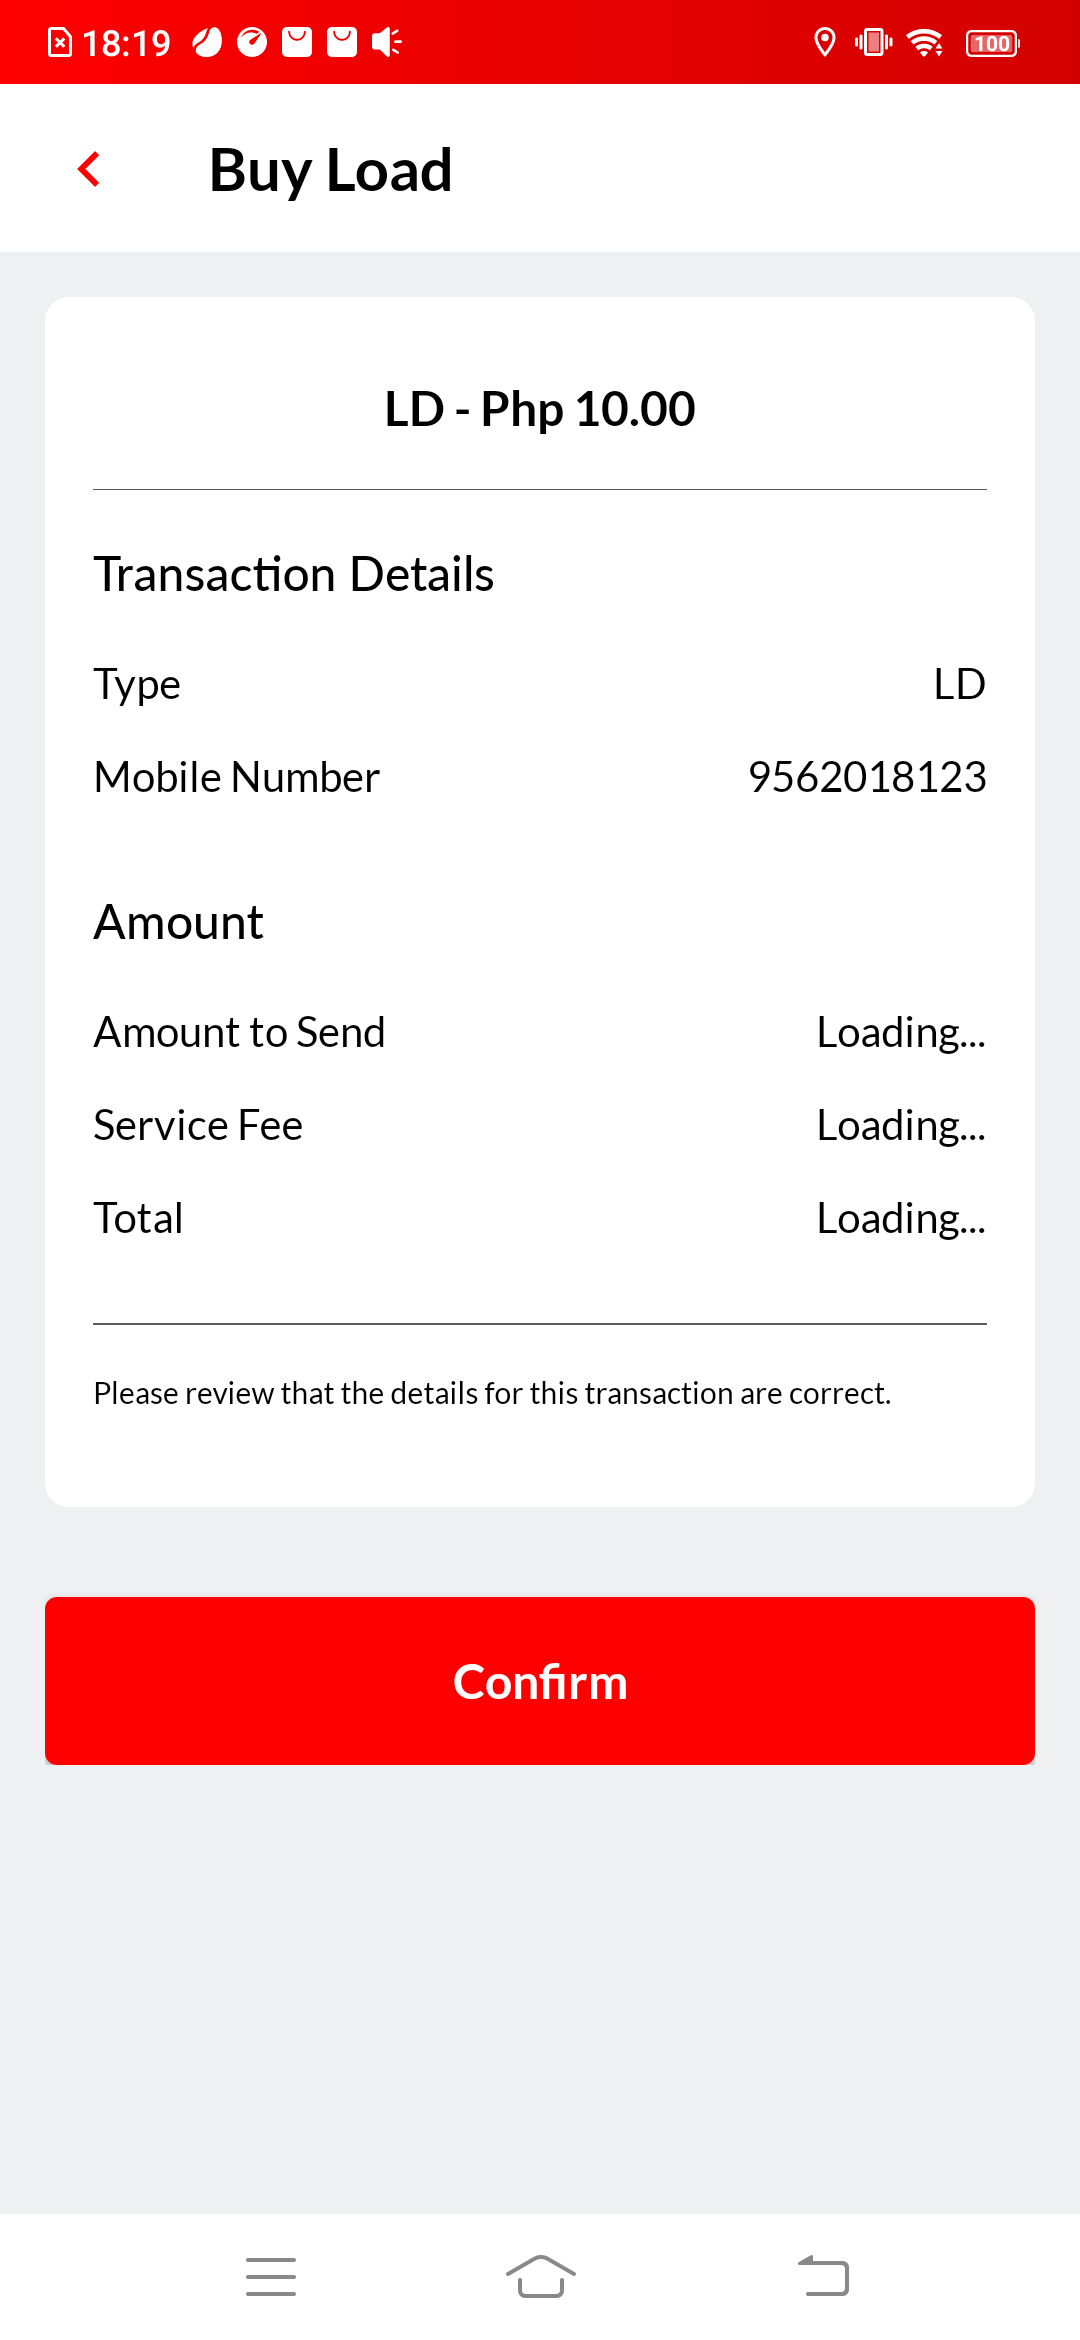 18:19
100
Buy Load
LD - Php 10.00
Transaction Details
Type LD
Mobile Number 9562018123
Amount
Amount to Send Loading...
Service Fee Loading...
Total Loading...
Please review that the details for this transaction are correct.
Confirm